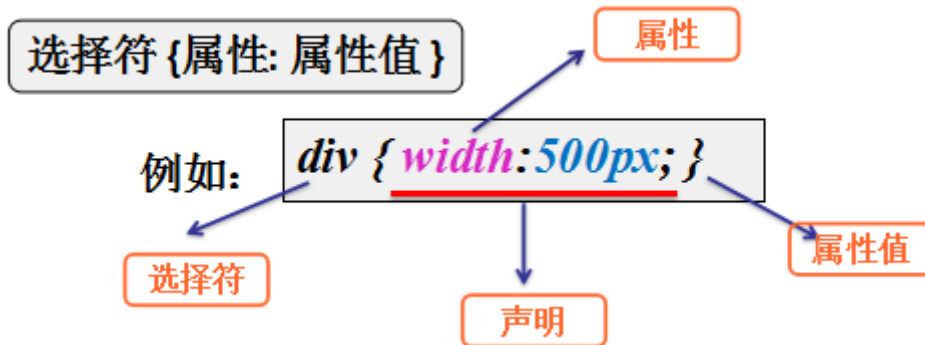 属性
选择符 {属性: 属性值 }
例如：
div { width:500px; }
属性值
选择符
声明